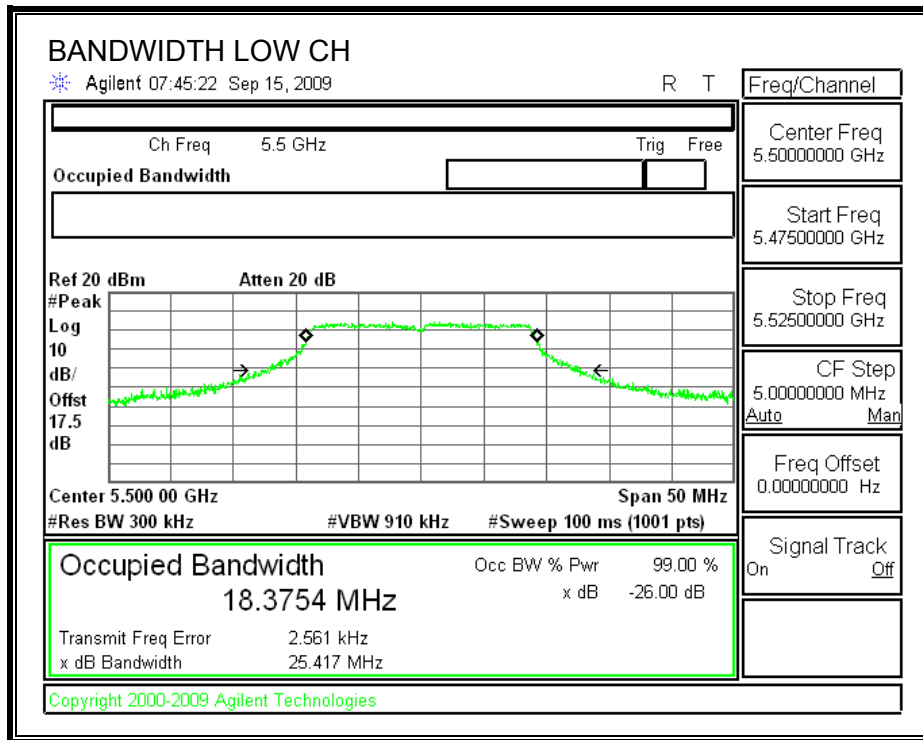 BANDWIDTH LOW CH
Agilent 07:45:22 Sep 15, 2009 R T
Freq/Channel
Ch Freq 5.5 GHz Trig Free
Occupied Bandwidth
Center Freq
5.50000000 GHz
Start Freq
5.47500000 GHz
Stop Freq
5.52500000 GHz
CF Step
5.00000000 MHz
Auto Man
Freq Offset
0.00000000 Hz
Signal Track
On Off
Ref 20 dBm Atten 20 dB
#Peak
Log
10
dB/
Offst
17.5
dB
Center 5.500 00 GHz Span 50 MHz
#Res BW 300 kHz #VBW 910 kHz #Sweep 100 ms (1001 pts)
Occupied Bandwidth Occ BW % Pwr 99.00 %
18.3754 MHz x dB -26.00 dB
Transmit Freq Error 2.561 kHz
x dB Bandwidth 25.417 MHz
Copyright 2000-2009 Agilent Technologies